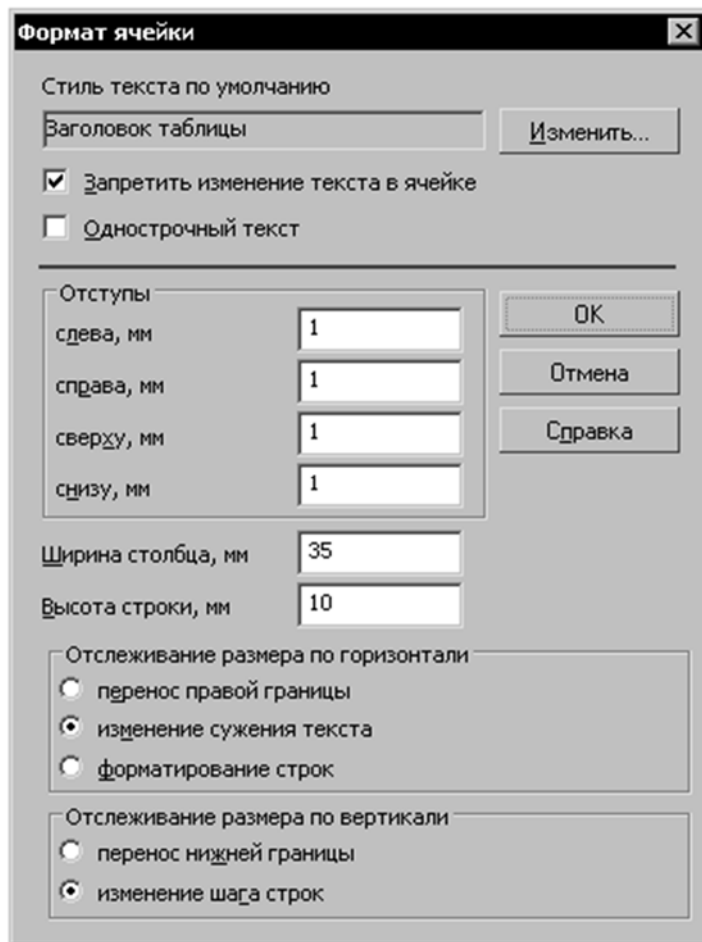 Формат ячейки
Стиль текста по умолчанию
Заголовок таблицы
Изменить...
Запретить изменение текста в ячейке
Однострочный текст
Отступы
слева, мм 1
справа, мм 1
сверху, мм 1
снизу, мм 1
OK
Отмена
Справка
Ширина столбца, мм 35
Высота строки, мм 10
Отслеживание размера по горизонтали
перенос правой границы
изменение сужения текста
форматирование строк
Отслеживание размера по вертикали
перенос нижней границы
изменение шага строк